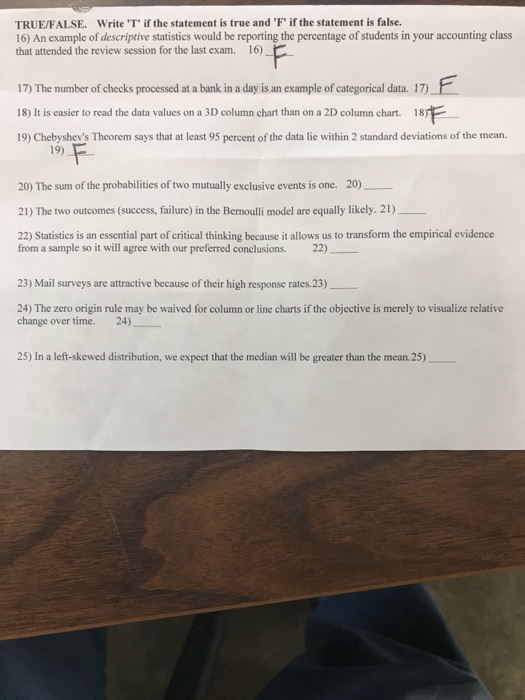 TRUE/FALSE. Write 'T' if the statement is true and 'F' if the statement is false.
16) An example of descriptive statistics would be reporting the percentage of students in your accounting class
that attended the review session for the last exam. 16) F
17) The number of checks processed at a bank in a day is an example of categorical data. 17) F
18) It is easier to read the data values on a 3D column chart than on a 2D column chart. 18) F
19) Chebyshev's Theorem says that at least 95 percent of the data lie within 2 standard deviations of the mean.
19) F
20) The sum of the probabilities of two mutually exclusive events is one. 20) ____
21) The two outcomes (success, failure) in the Bernoulli model are equally likely. 21) ____
22) Statistics is an essential part of critical thinking because it allows us to transform the empirical evidence
from a sample so it will agree with our preferred conclusions. 22) ____
23) Mail surveys are attractive because of their high response rates.23) ____
24) The zero origin rule may be waived for column or line charts if the objective is merely to visualize relative
change over time. 24) ____
25) In a left-skewed distribution, we expect that the median will be greater than the mean.25) ____